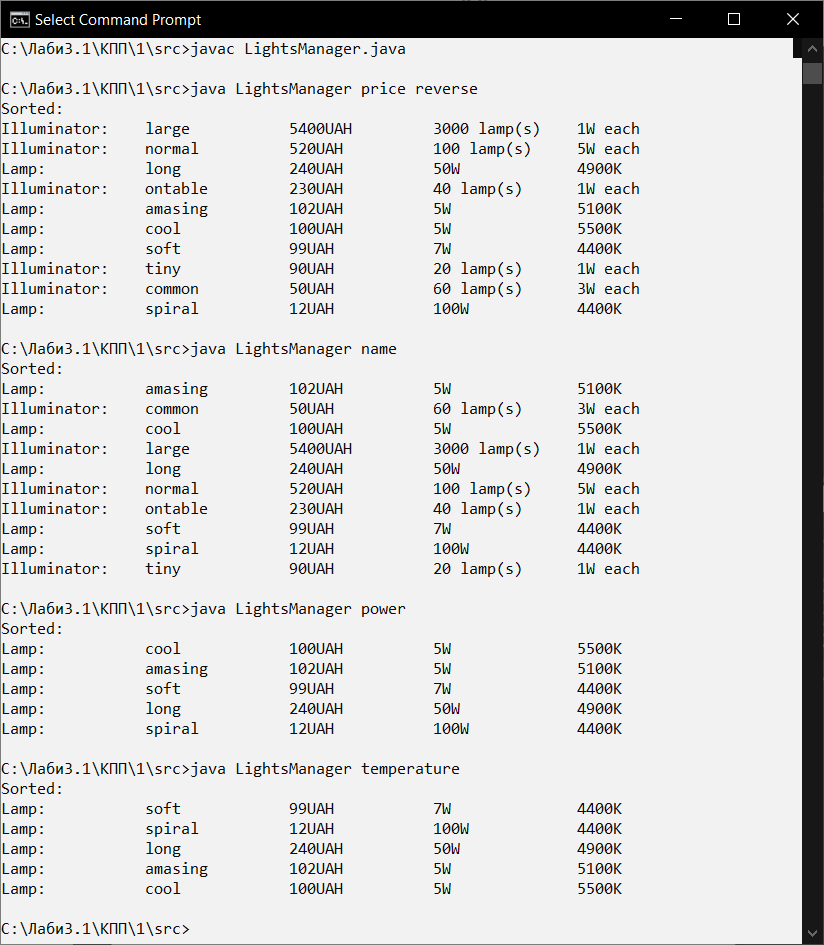 Select Command Prompt
C:\Лаби3.1\КПП\1\src>javac LightsManager.java
C:\Лаби3.1\КПП\1\src>java LightsManager price reverse
Sorted:
Illuminator: large 5400UAH 3000 lamp(s) 1W each
Illuminator: normal 520UAH 100 lamp(s) 5W each
Lamp: long 240UAH 50W 4900K
Illuminator: ontable 230UAH 40 lamp(s) 1W each
Lamp: amasing 102UAH 5W 5100K
Lamp: cool 100UAH 5W 5500K
Lamp: soft 99UAH 7W 4400K
Illuminator: tiny 90UAH 20 lamp(s) 1W each
Illuminator: common 50UAH 60 lamp(s) 3W each
Lamp: spiral 12UAH 100W 4400K
C:\Лаби3.1\КПП\1\src>java LightsManager name
Sorted:
Lamp: amasing 102UAH 5W 5100K
Illuminator: common 50UAH 60 lamp(s) 3W each
Lamp: cool 100UAH 5W 5500K
Illuminator: large 5400UAH 3000 lamp(s) 1W each
Lamp: long 240UAH 50W 4900K
Illuminator: normal 520UAH 100 lamp(s) 5W each
Illuminator: ontable 230UAH 40 lamp(s) 1W each
Lamp: soft 99UAH 7W 4400K
Lamp: spiral 12UAH 100W 4400K
Illuminator: tiny 90UAH 20 lamp(s) 1W each
C:\Лаби3.1\КПП\1\src>java LightsManager power
Sorted:
Lamp: cool 100UAH 5W 5500K
Lamp: amasing 102UAH 5W 5100K
Lamp: soft 99UAH 7W 4400K
Lamp: long 240UAH 50W 4900K
Lamp: spiral 12UAH 100W 4400K
C:\Лаби3.1\КПП\1\src>java LightsManager temperature
Sorted:
Lamp: soft 99UAH 7W 4400K
Lamp: spiral 12UAH 100W 4400K
Lamp: long 240UAH 50W 4900K
Lamp: amasing 102UAH 5W 5100K
Lamp: cool 100UAH 5W 5500K
C:\Лаби3.1\КПП\1\src>